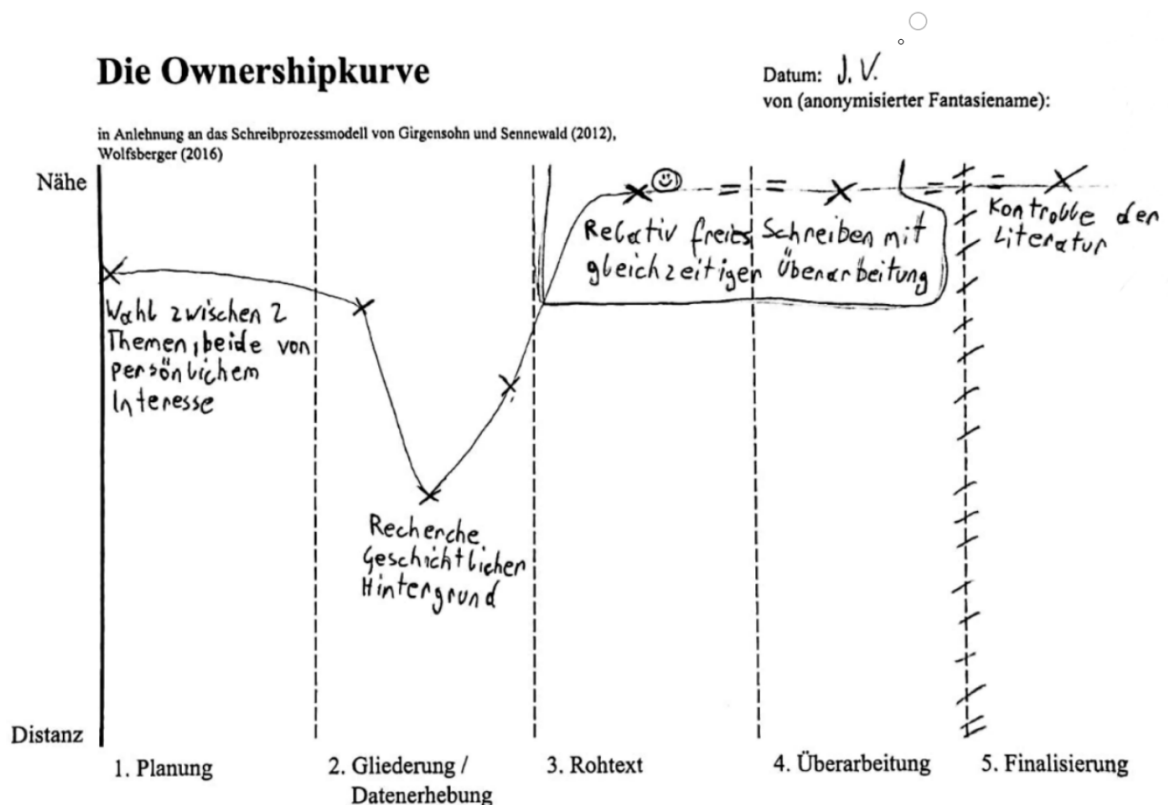 Die Ownershipkurve
Datum: J.V.
von (anonymisierter Fantasiename):
in Anlehnung an das Schreibprozessmodell von Girgensohn und Sennewald (2012),
Wolfsberger (2016)
Nähe
Wahl zwischen 2
Themen, beide von
persönlichem
Interesse
Recherche
Geschichtlicher
Hintergrund
Relativ freies Schreiben mit
gleichzeitigen Überarbeitung
Kontrolle der
Literatur
Distanz
1. Planung
2. Gliederung /
Datenerhebung
3. Rohtext
4. Überarbeitung
5. Finalisierung